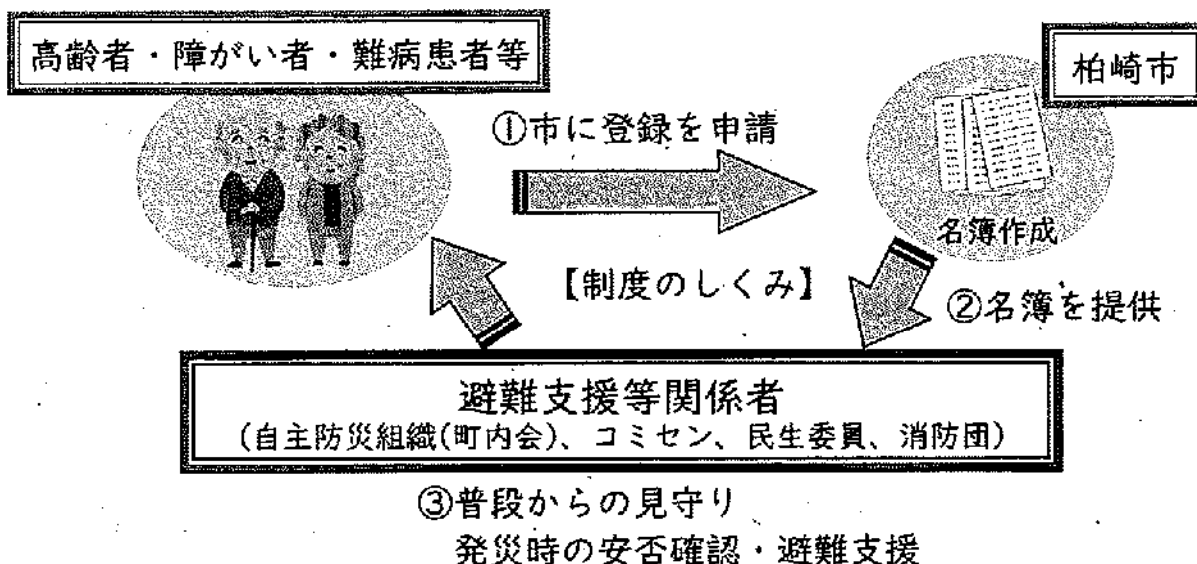 高齢者・障がい者・難病患者等
柏崎市
①市に登録を申請
名簿作成
【制度のしくみ】
②名簿を提供
避難支援等関係者
(自主防災組織(町内会)、コミセン、民生委員、消防団)
③普段からの見守り
発災時の安否確認・避難支援